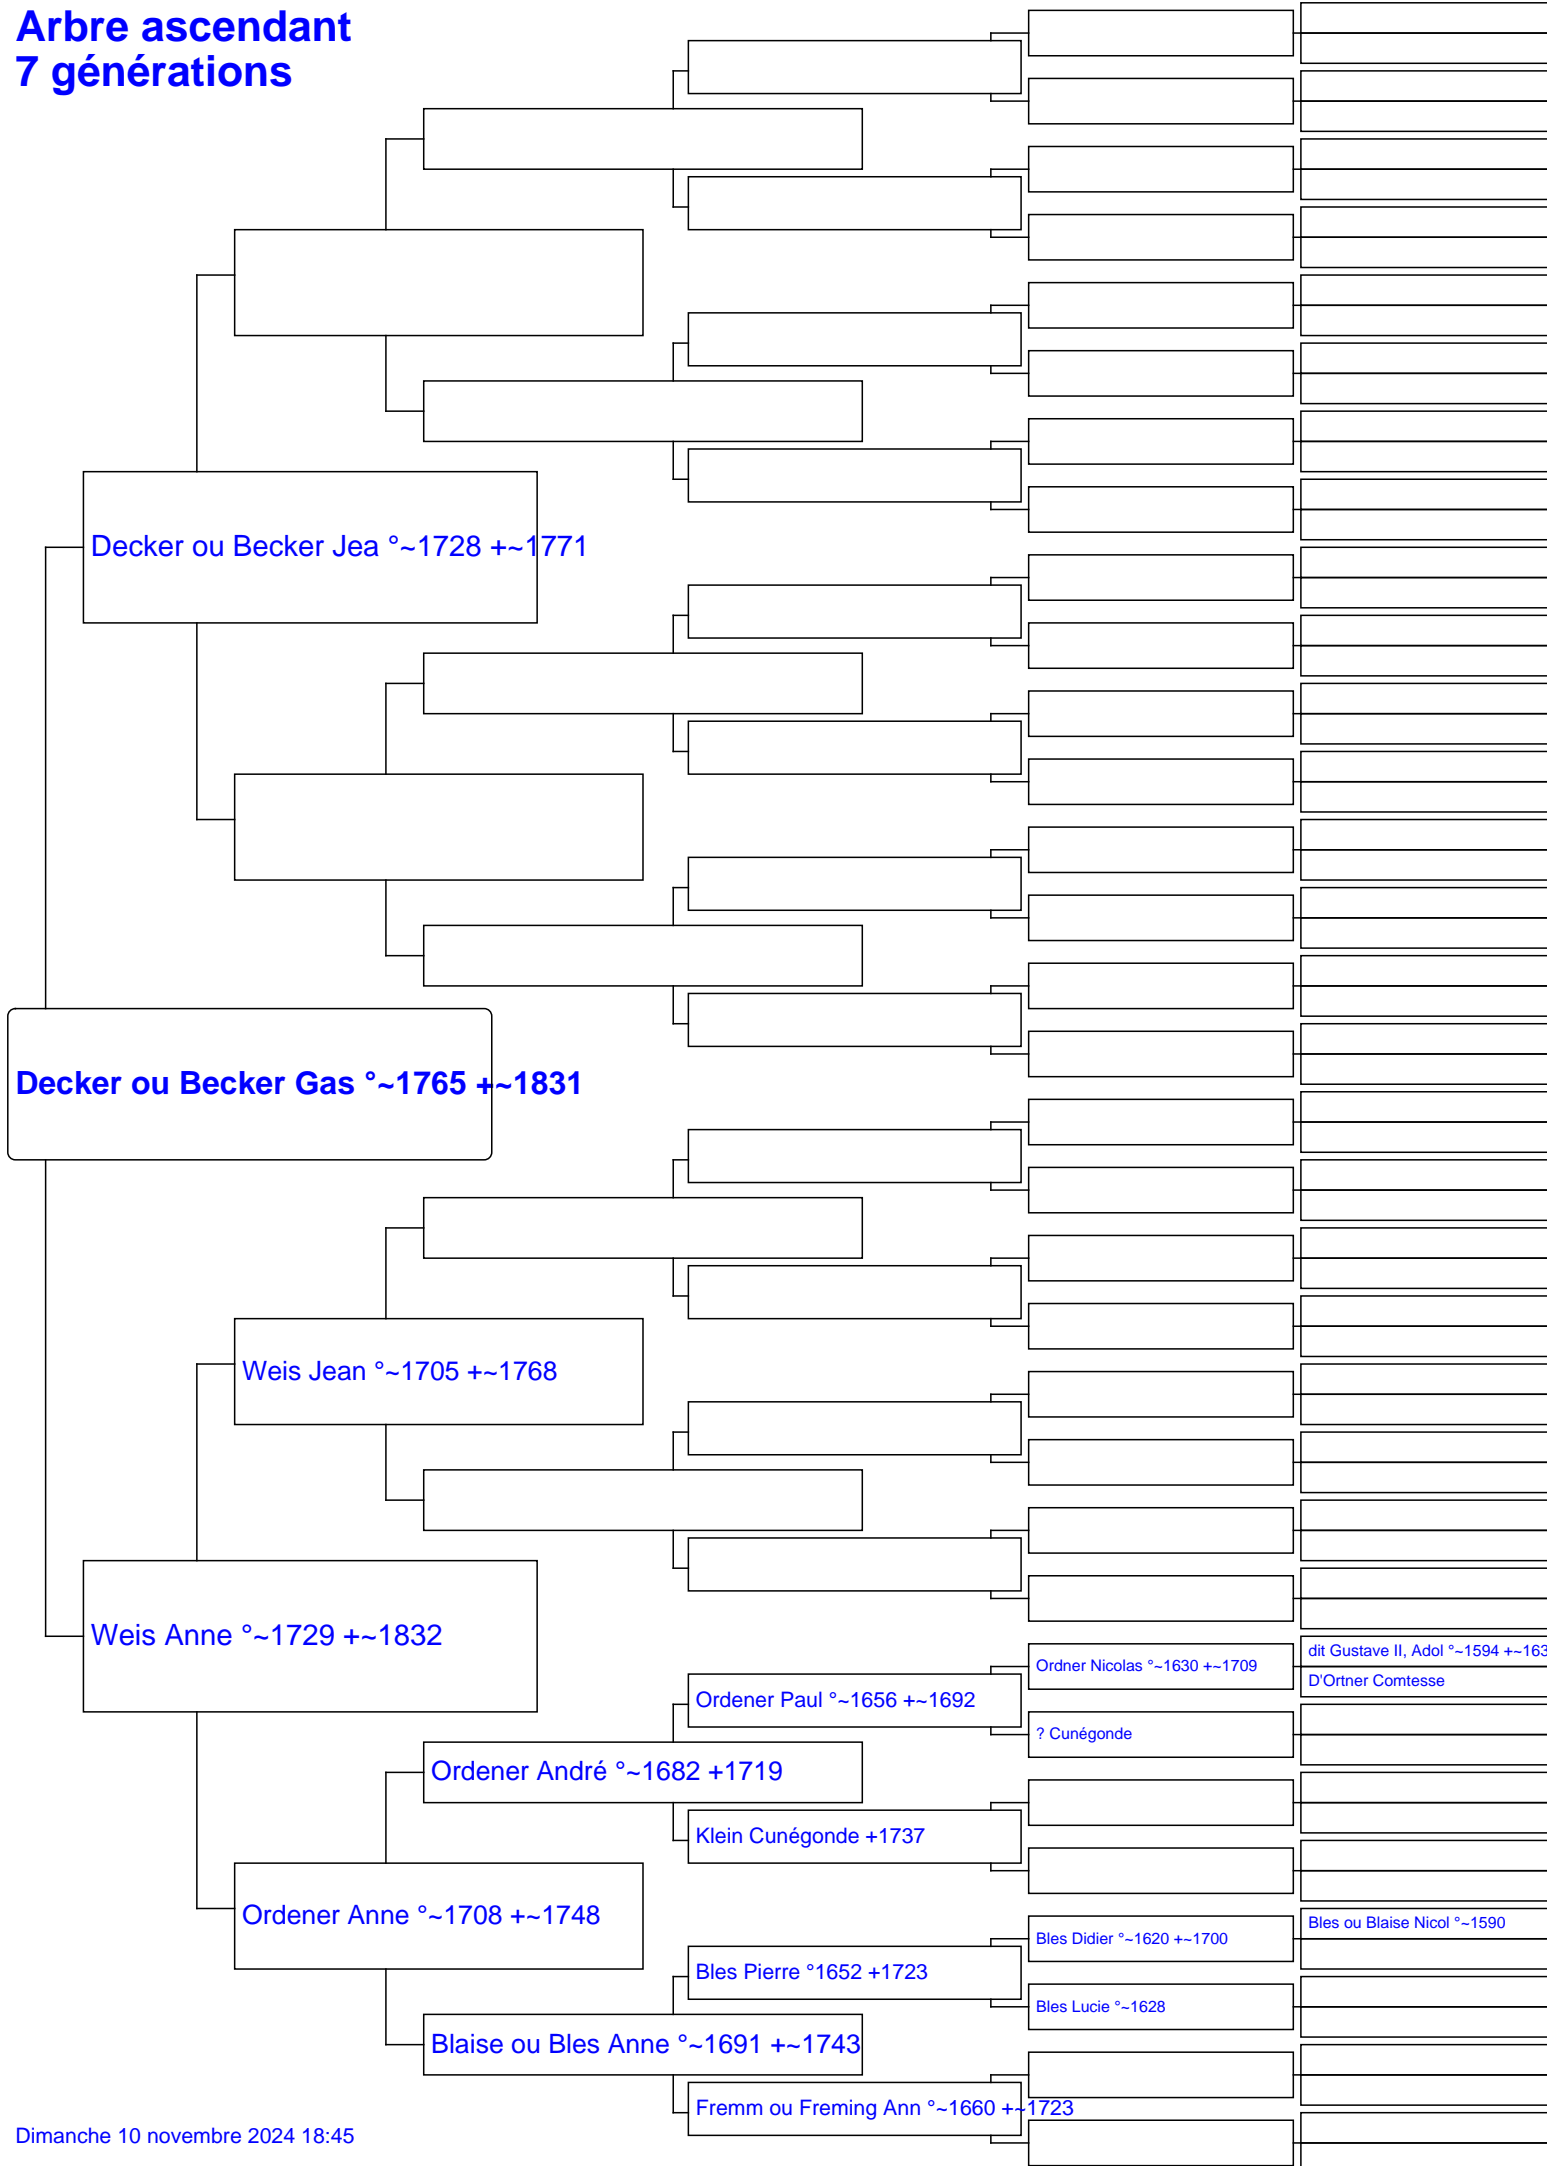 Arbre ascendant
7 générations
Decker ou Becker Jea °~1728 +~1771
Decker ou Becker Gas °~1765 +~1831
Weis Jean °~1705 +~1768
Weis Anne °~1729 +~1832
Ordner Nicolas °~1630 +~1709
dit Gustave II, Adol °~1594 +~163
D'Ortner Comtesse
Ordener Paul °~1656 +~1692
? Cunégonde
Ordener André °~1682 +1719
Klein Cunégonde +1737
Ordener Anne °~1708 +~1748
Bles Didier °~1620 +~1700
Bles ou Blaise Nicol °~1590
Bles Pierre °1652 +1723
Bles Lucie °~1628
Blaise ou Bles Anne °~1691 +~1743
Fremm ou Freming Ann °~1660 +~1723
Dimanche 10 novembre 2024 18:45